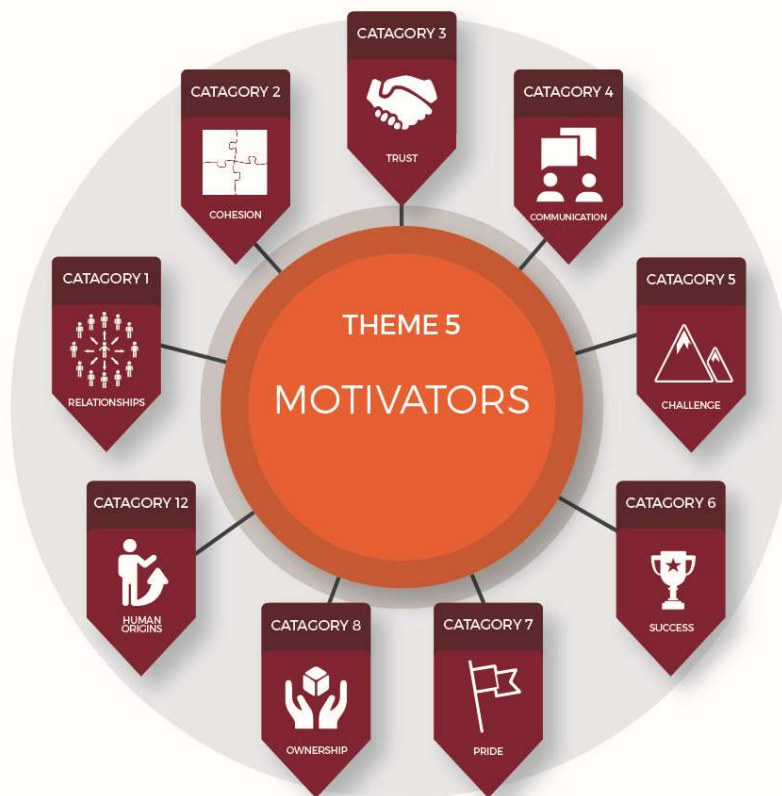 CATAGORY 3
TRUST
CATAGORY 2
COHESION
CATAGORY 4
COMMUNICATION
CATAGORY 1
RELATIONSHIPS
CATAGORY 5
CHALLENGE
THEME 5
MOTIVATORS
CATAGORY 12
HUMAN
ORIGINS
CATAGORY 6
SUCCESS
CATAGORY 8
OWNERSHIP
CATAGORY 7
PRIDE